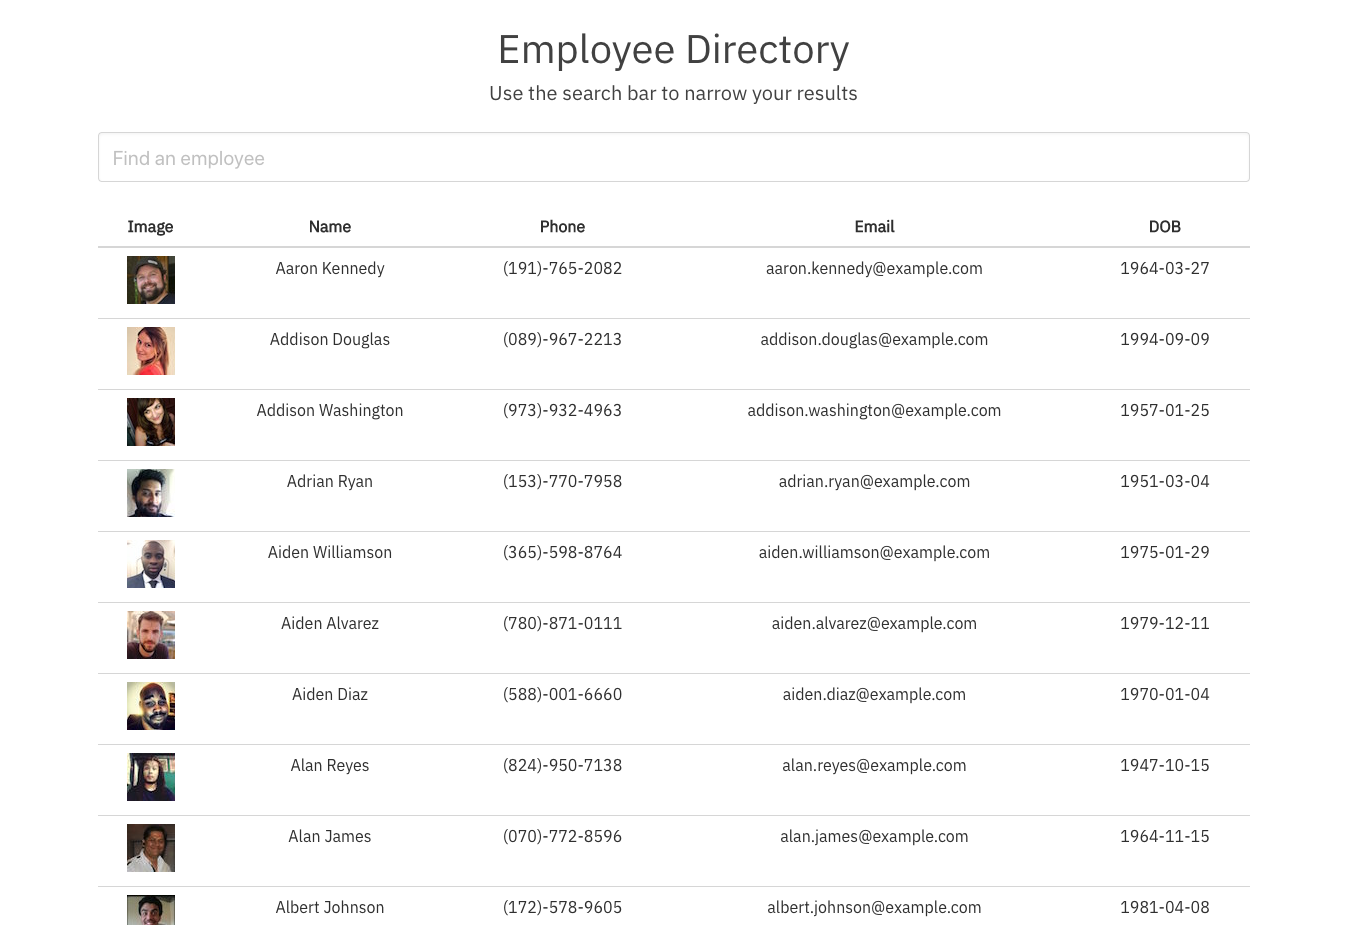 Employee Directory
Use the search bar to narrow your results
Find an employee
Image Name Phone Email DOB
Aaron Kennedy (191)-765-2082 aaron.kennedy@example.com 1964-03-27
Addison Douglas (089)-967-2213 addison.douglas@example.com 1994-09-09
Addison Washington (973)-932-4963 addison.washington@example.com 1957-01-25
Adrian Ryan (153)-770-7958 adrian.ryan@example.com 1951-03-04
Aiden Williamson (365)-598-8764 aiden.williamson@example.com 1975-01-29
Aiden Alvarez (780)-871-0111 aiden.alvarez@example.com 1979-12-11
Aiden Diaz (588)-001-6660 aiden.diaz@example.com 1970-01-04
Alan Reyes (824)-950-7138 alan.reyes@example.com 1947-10-15
Alan James (070)-772-8596 alan.james@example.com 1964-11-15
Albert Johnson (172)-578-9605 albert.johnson@example.com 1981-04-08